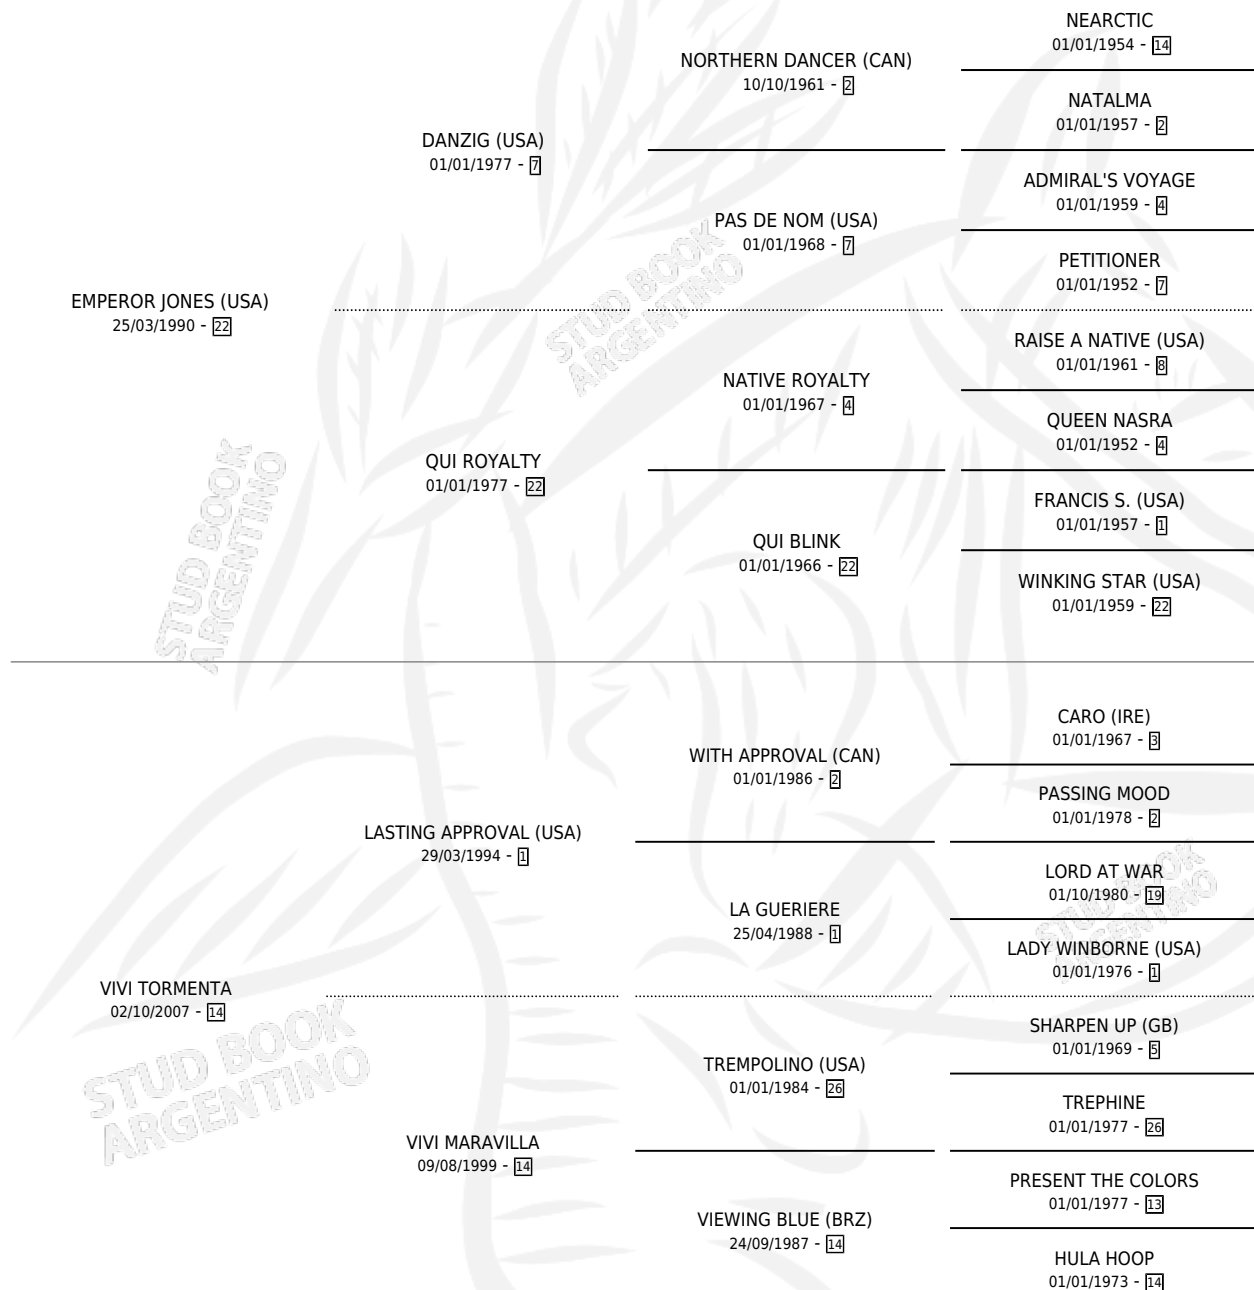 NEARCTIC
01/01/1954 - 14
NORTHERN DANCER (CAN)
10/10/1961 - 2
NATALMA
01/01/1957 - 2
DANZIG (USA)
01/01/1977 - 7
ADMIRAL'S VOYAGE
01/01/1959 - 4
PAS DE NOM (USA)
01/01/1968 - 7
PETITIONER
01/01/1952 - 7
EMPEROR JONES (USA)
25/03/1990 - 22
STUD BOOK
ARGENTINO
RAISE A NATIVE (USA)
01/01/1961 - 8
NATIVE ROYALTY
01/01/1967 - 4
QUEEN NASRA
01/01/1952 - 4
QUI ROYALTY
01/01/1977 - 22
FRANCIS S. (USA)
01/01/1957 - 1
QUI BLINK
01/01/1966 - 22
WINKING STAR (USA)
01/01/1959 - 22
STUD BOOK
ARGENTINO
CARO (IRE)
01/01/1967 - 3
WITH APPROVAL (CAN)
01/01/1986 - 2
PASSING MOOD
01/01/1978 - 2
LASTING APPROVAL (USA)
29/03/1994 - 1
LORD AT WAR
01/10/1980 - 19
STUD BOOK
ARGENTINO
LA GUERIERE
25/04/1988 - 1
LADY WINBORNE (USA)
01/01/1976 - 1
VIVI TORMENTA
02/10/2007 - 14
STUD BOOK
ARGENTINO
SHARPEN UP (GB)
01/01/1969 - 5
TREMPOLINO (USA)
01/01/1984 - 26
TREPHINE
01/01/1977 - 26
VIVI MARAVILLA
09/08/1999 - 14
PRESENT THE COLORS
01/01/1977 - 13
VIEWING BLUE (BRZ)
24/09/1987 - 14
HULA HOOP
01/01/1973 - 14